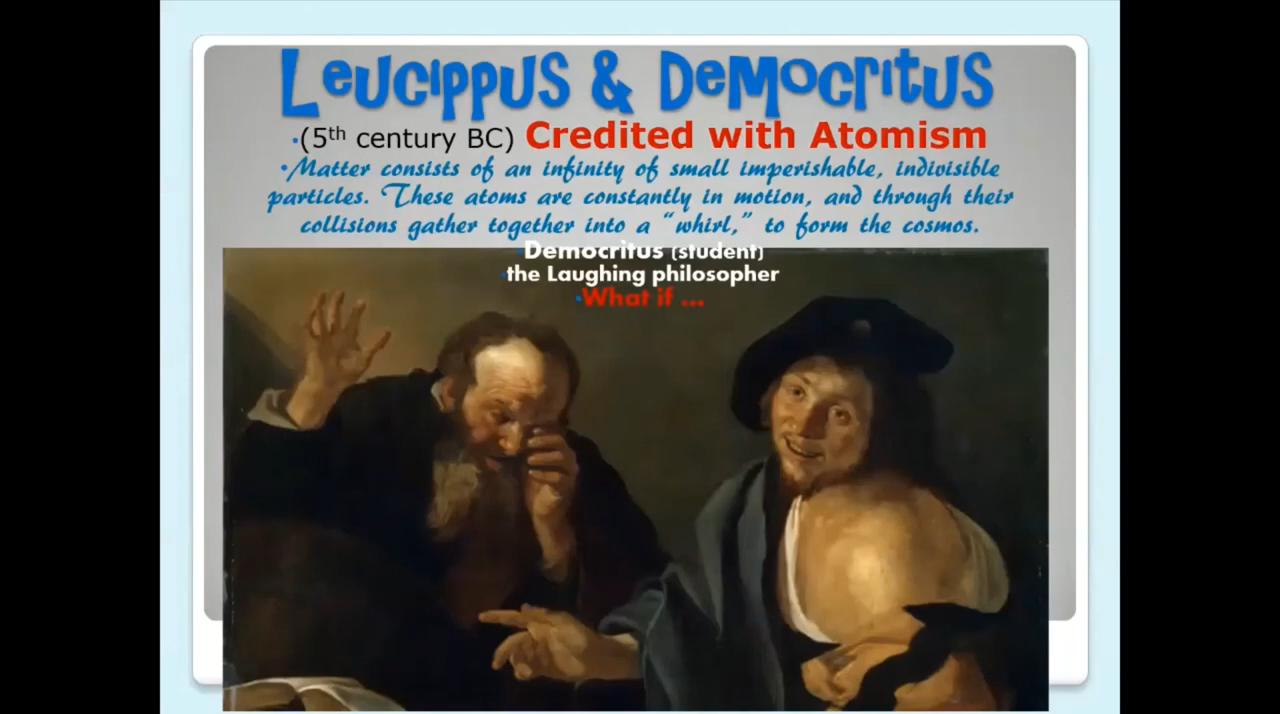 Leucippus & Democritus
•(5th century BC) Credited with Atomism
•Matter consists of an infinity of small imperishable, indivisible
particles. These atoms are constantly in motion, and through their
collisions gather together into a “whirl,” to form the cosmos.
•Democritus (student)
•the Laughing philosopher
•What if ...